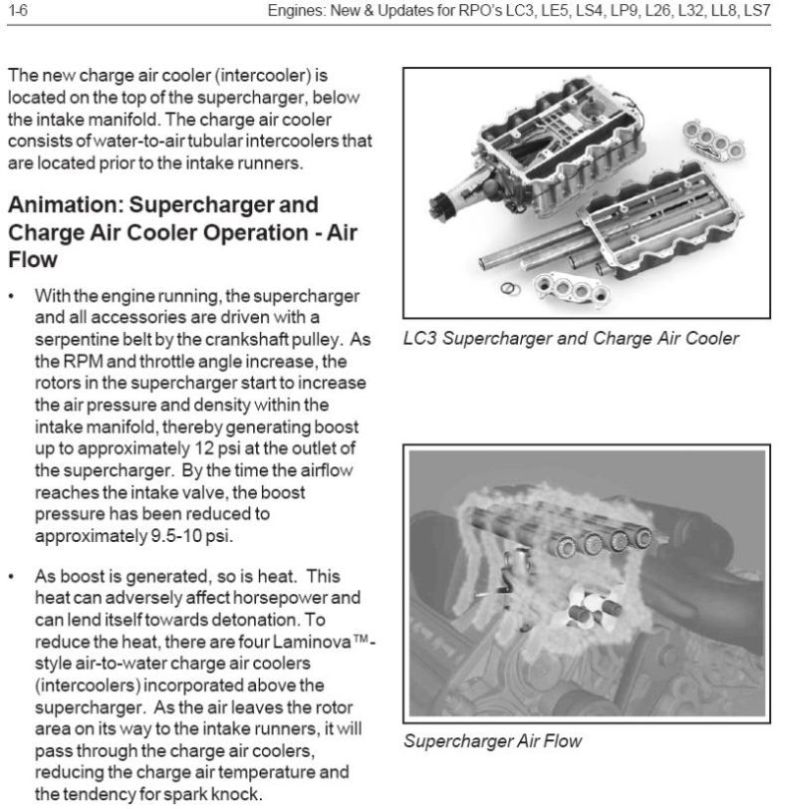 1-6
Engines: New & Updates for RPO's LC3, LE5, LS4, LP9, L26, L32, LL8, LS7
The new charge air cooler (intercooler) is
located on the top of the supercharger, below
the intake manifold. The charge air cooler
consists of water-to-air tubular intercoolers that
are located prior to the intake runners.
Animation: Supercharger and
Charge Air Cooler Operation - Air
Flow
• With the engine running, the supercharger
and all accessories are driven with a
serpentine belt by the crankshaft pulley. As
the RPM and throttle angle increase, the
rotors in the supercharger start to increase
the air pressure and density within the
intake manifold, thereby generating boost
up to approximately 12 psi at the outlet of
the supercharger. By the time the airflow
reaches the intake valve, the boost
pressure has been reduced to
approximately 9.5-10 psi.
• As boost is generated, so is heat. This
heat can adversely affect horsepower and
can lend itself towards detonation. To
reduce the heat, there are four Laminova™-
style air-to-water charge air coolers
(intercoolers) incorporated above the
supercharger. As the air leaves the rotor
area on its way to the intake runners, it will
pass through the charge air coolers,
reducing the charge air temperature and
the tendency for spark knock.
LC3 Supercharger and Charge Air Cooler
Supercharger Air Flow